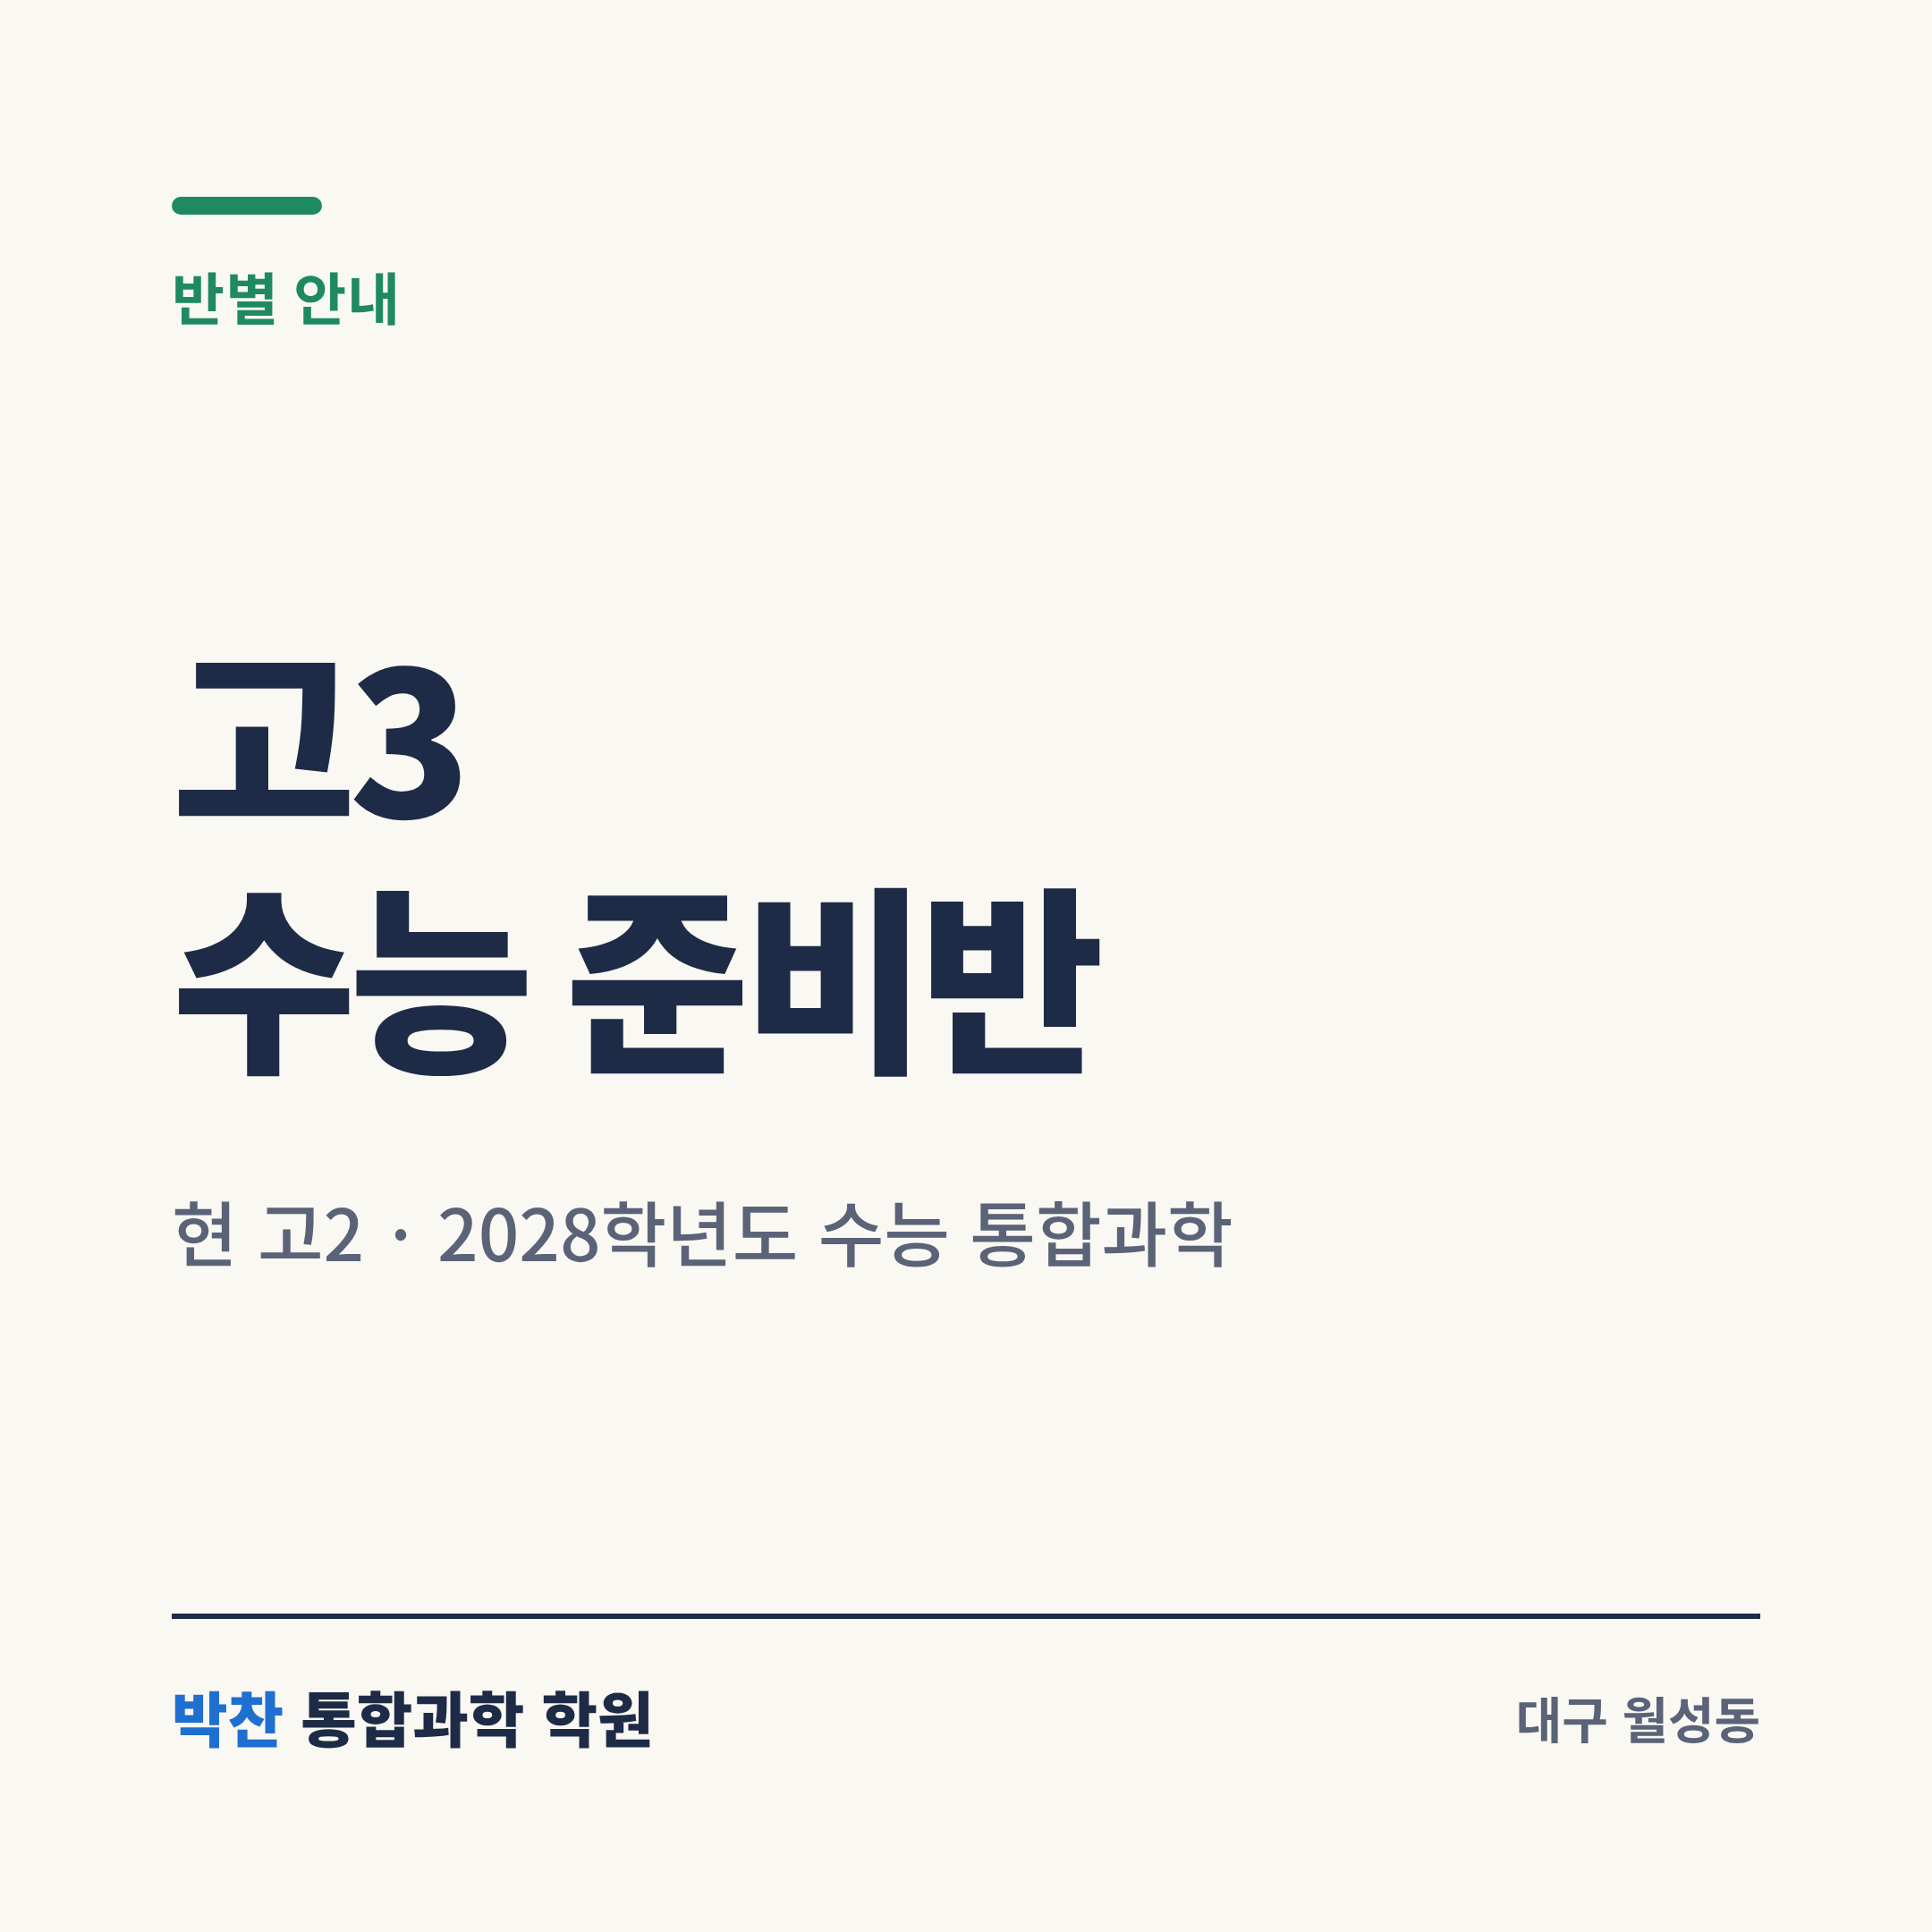 반별 안내
고3
수능 준비반
현 고2 · 2028학년도 수능 통합과학
박찬 통합과학 학원
대구 월성동